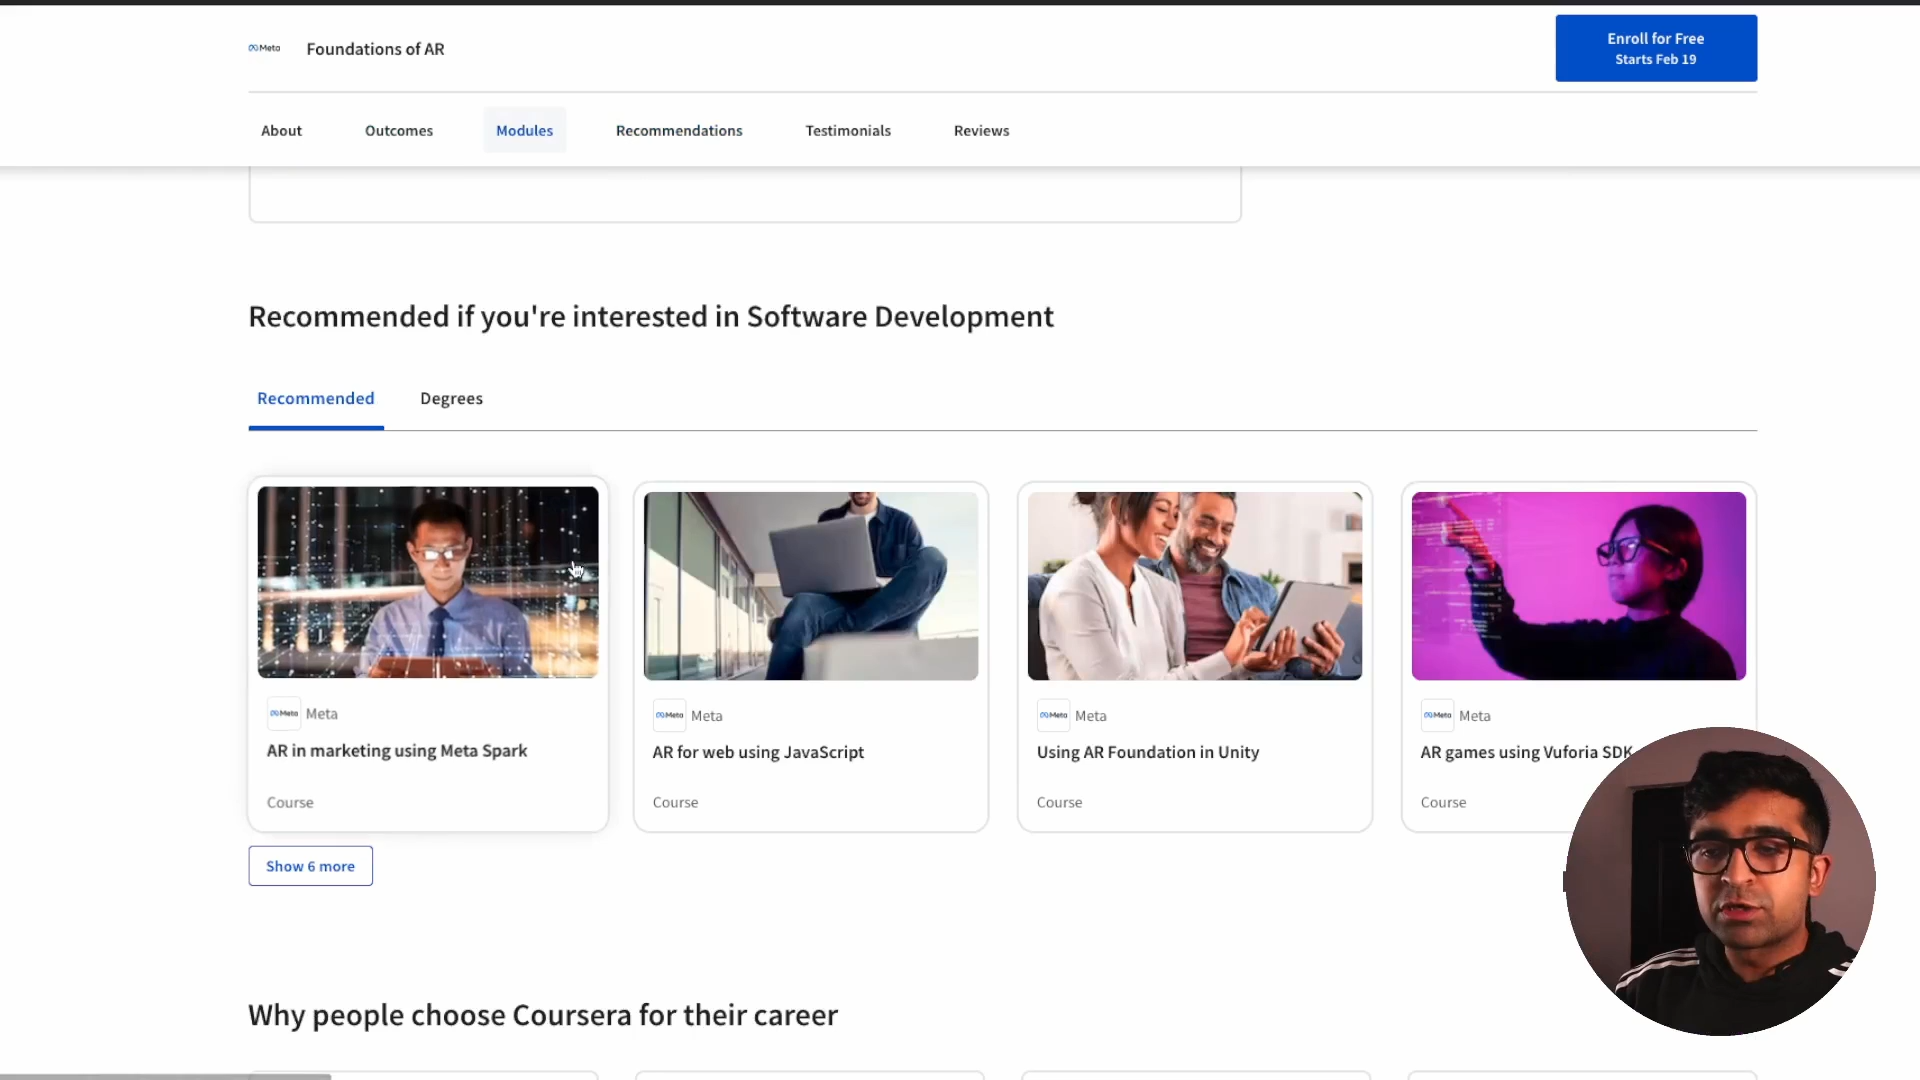 Meta
Foundations of AR
Enroll for Free
Starts Feb 19
About
Outcomes
Modules
Recommendations
Testimonials
Reviews
Recommended if you're interested in Software Development
Recommended
Degrees
Meta Meta
AR in marketing using Meta Spark
Course
Meta Meta
AR for web using JavaScript
Course
Meta Meta
Using AR Foundation in Unity
Course
Meta Meta
AR games using Vuforia SDK
Course
Show 6 more
Why people choose Coursera for their career